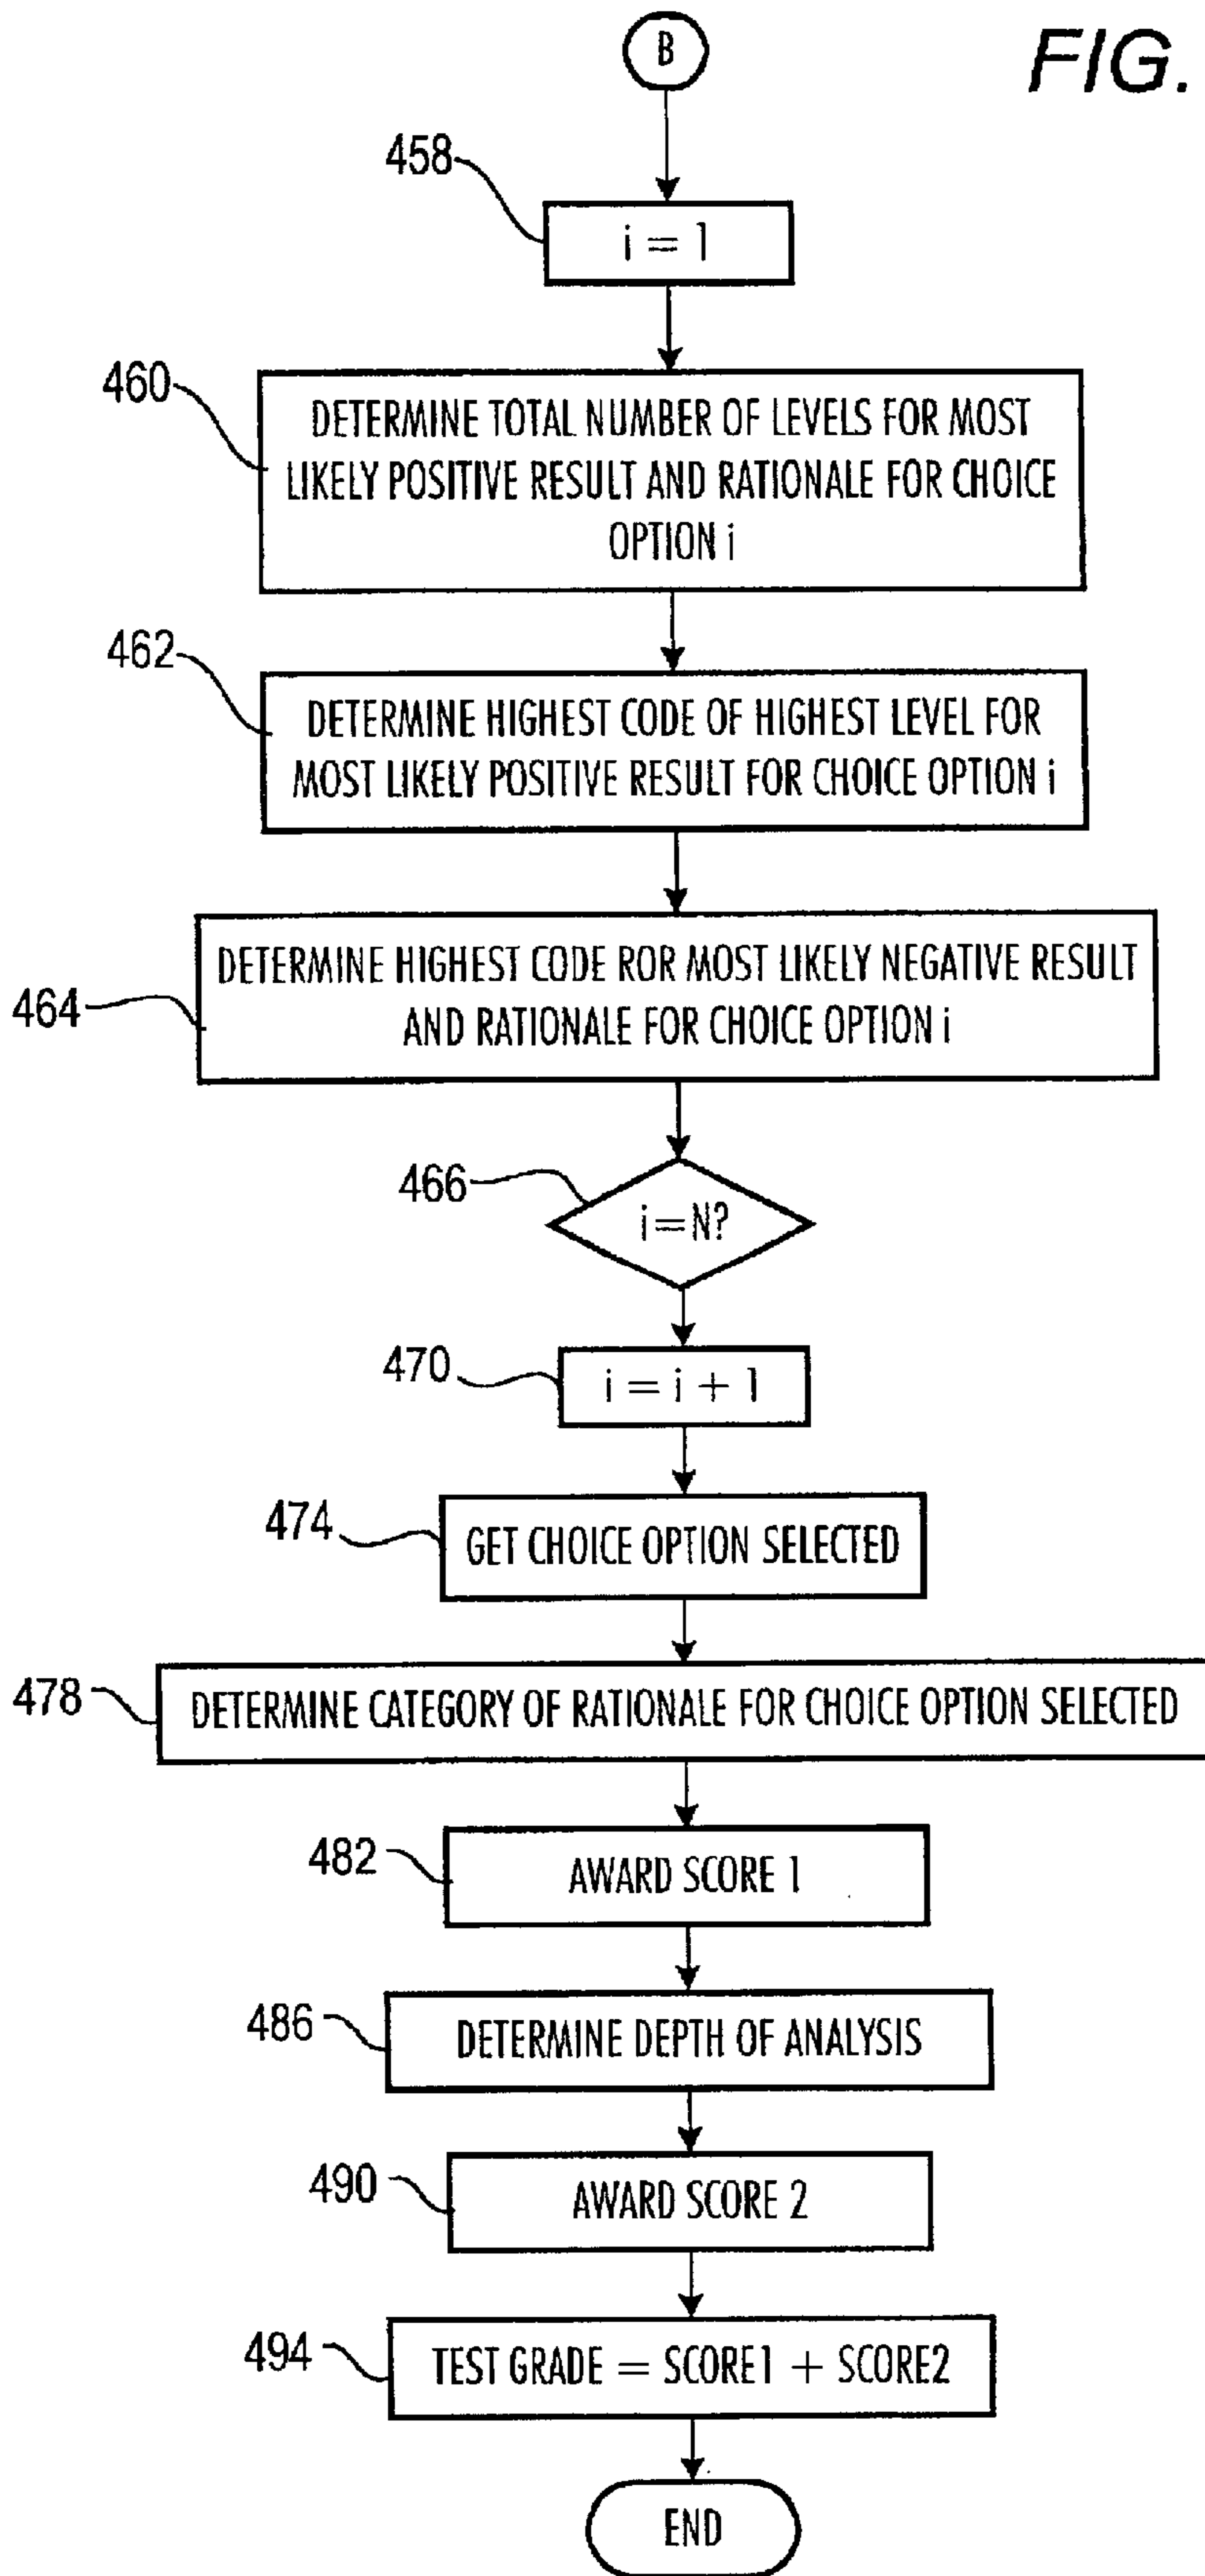 FIG.
B
458
i = 1
460
DETERMINE TOTAL NUMBER OF LEVELS FOR MOST
LIKELY POSITIVE RESULT AND RATIONALE FOR CHOICE
OPTION i
462
DETERMINE HIGHEST CODE OF HIGHEST LEVEL FOR
MOST LIKELY POSITIVE RESULT FOR CHOICE OPTION i
464
DETERMINE HIGHEST CODE ROR MOST LIKELY NEGATIVE RESULT
AND RATIONALE FOR CHOICE OPTION i
466
i=N?
470
i = i + 1
474
GET CHOICE OPTION SELECTED
478
DETERMINE CATEGORY OF RATIONALE FOR CHOICE OPTION SELECTED
482
AWARD SCORE 1
486
DETERMINE DEPTH OF ANALYSIS
490
AWARD SCORE 2
494
TEST GRADE = SCORE1 + SCORE2
END